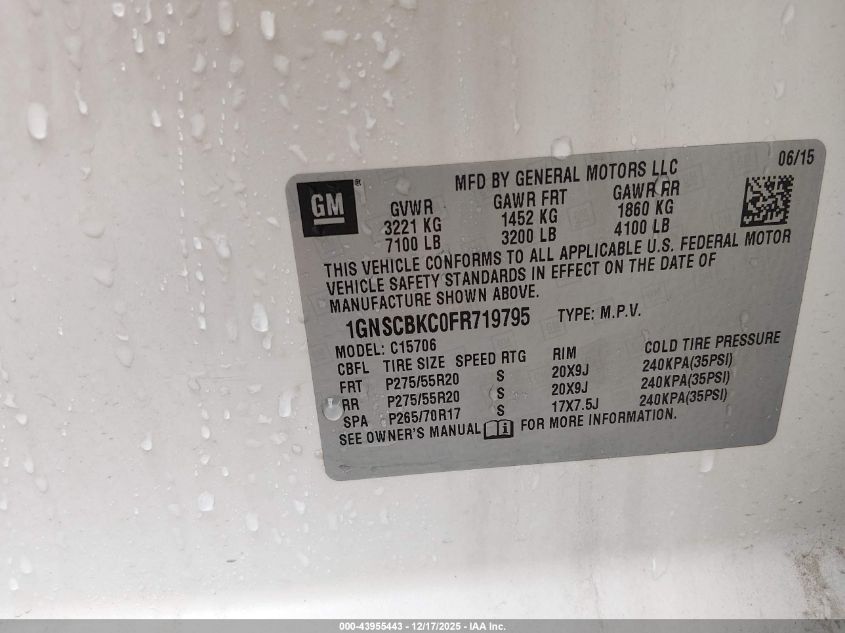 06/15
GM®
MFD BY GENERAL MOTORS LLC
GVWR GAWR FRT GAWR RR
3221 KG 1452 KG 1860 KG
7100 LB 3200 LB 4100 LB
THIS VEHICLE CONFORMS TO ALL APPLICABLE U.S. FEDERAL MOTOR
VEHICLE SAFETY STANDARDS IN EFFECT ON THE DATE OF
MANUFACTURE SHOWN ABOVE.
1GNSCBKC0FR719795 TYPE: M.P.V.
MODEL: C15706
CBFL TIRE SIZE SPEED RTG RIM COLD TIRE PRESSURE
FRT P275/55R20 S 20X9J 240KPA(35PSI)
RR P275/55R20 S 20X9J 240KPA(35PSI)
SPA P265/70R17 S 17X7.5J 240KPA(35PSI)
SEE OWNER'S MANUAL FOR MORE INFORMATION.
000-43955443 - 12/17/2025 - IAA Inc.